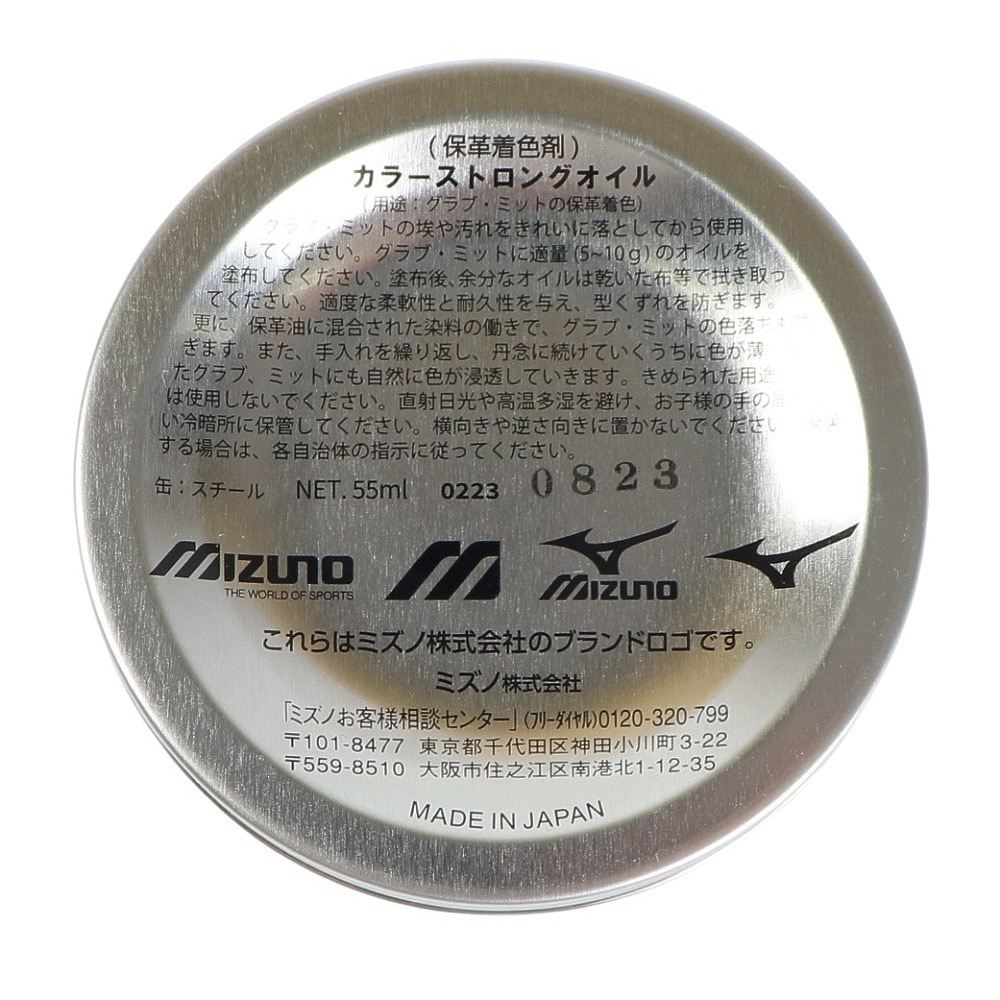 (保革着色剤)
カラーストロングオイル
(用途:グラブ・ミットの保革着色)
グラブ・ミットの埃や汚れをきれいに落としてから使用
してください。グラブ・ミットに適量(5~10g)のオイルを
塗布してください。塗布後、余分なオイルは乾いた布等で拭き取っ
てください。適度な柔軟性と耐久性を与え、型くずれを防ぎます。
更に、保革油に混合された染料の働きで、グラブ・ミットの色落ちも防
ぎます。また、手入れを繰り返し、丹念に続けていくうちに色が薄
たグラブ、ミットにも自然に色が浸透していきます。きめられた用途
は使用しないでください。直射日光や高温多湿を避け、お子様の手の届
い冷暗所に保管してください。横向きや逆さ向きに置かないでください
する場合は、各自治体の指示に従ってください。
缶:スチール NET. 55ml 0223 0823
MIZUNO M MIZUNO
THE WORLD OF SPORTS
これらはミズノ株式会社のブランドロゴです。
ミズノ株式会社
「ミズノお客様相談センター」(フリーダイヤル)0120-320-799
〒101-8477 東京都千代田区神田小川町3-22
〒559-8510 大阪市住之江区南港北1-12-35
MADE IN JAPAN